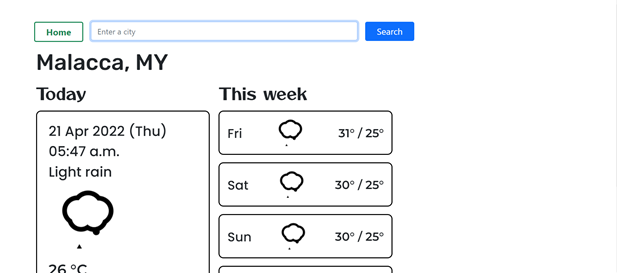 Home
Enter a city
Search
Malacca, MY
Today
21 Apr 2022 (Thu)
05:47 a.m.
Light rain
26 °C
This week
Fri 31° / 25°
Sat 30° / 25°
Sun 30° / 25°